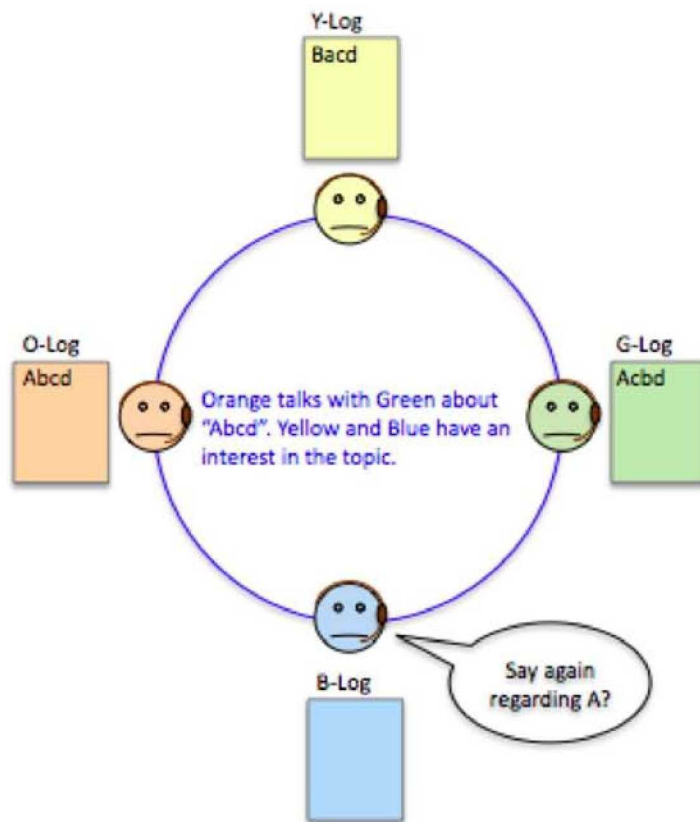 Y-Log
Bacd
O-Log
Abcd
G-Log
Acbd
Orange talks with Green about
“Abcd”. Yellow and Blue have an
interest in the topic.
B-Log
Say again
regarding A?